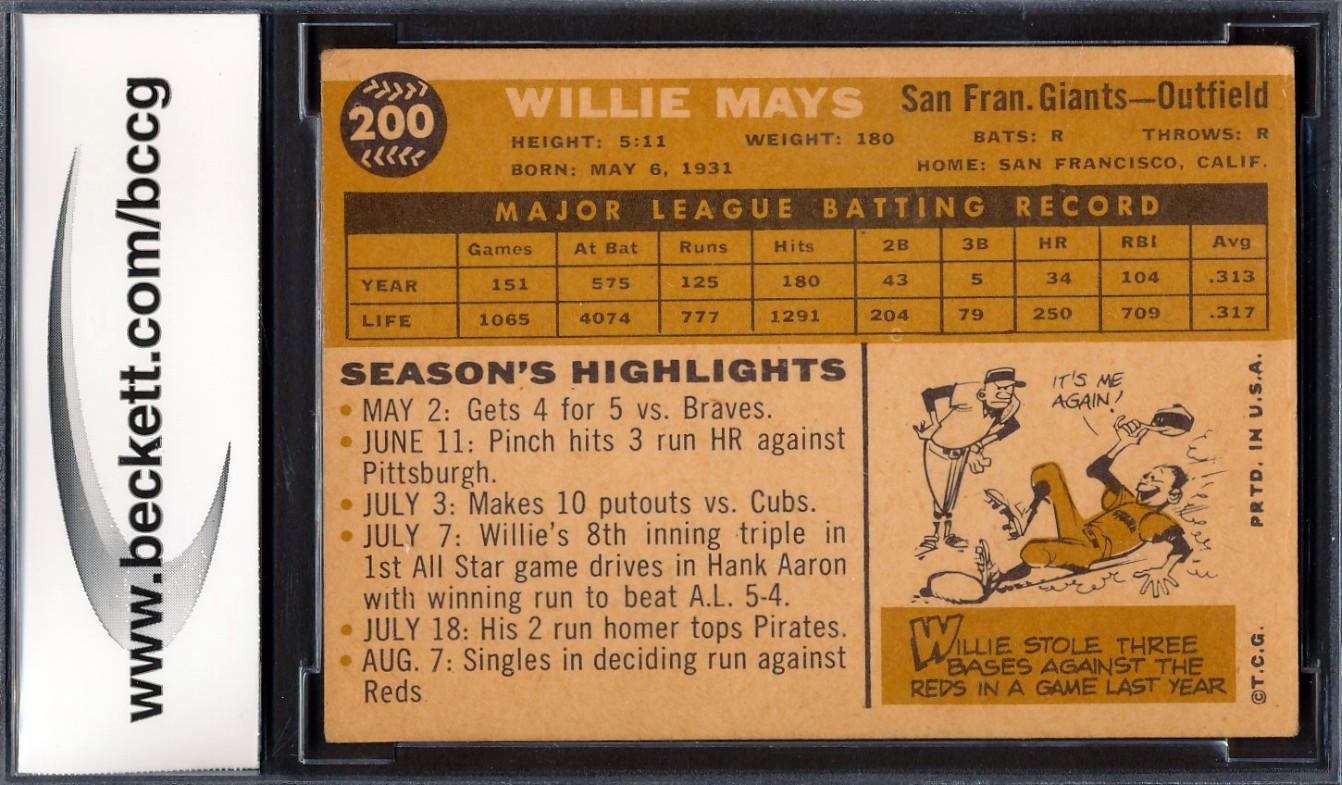 www.beckett.com/bccg
200
WILLIE MAYS San Fran. Giants—Outfield
HEIGHT: 5:11 WEIGHT: 180 BATS: R THROWS: R
BORN: MAY 6, 1931 HOME: SAN FRANCISCO, CALIF.
MAJOR LEAGUE BATTING RECORD
Games At Bat Runs Hits 2B 3B HR RBI Avg
YEAR 151 575 125 180 43 5 34 104 .313
LIFE 1065 4074 777 1291 204 79 250 709 .317
SEASON'S HIGHLIGHTS
• MAY 2: Gets 4 for 5 vs. Braves.
• JUNE 11: Pinch hits 3 run HR against
Pittsburgh.
• JULY 3: Makes 10 putouts vs. Cubs.
• JULY 7: Willie's 8th inning triple in
1st All Star game drives in Hank Aaron
with winning run to beat A.L. 5-4.
• JULY 18: His 2 run homer tops Pirates.
• AUG. 7: Singles in deciding run against
Reds
IT'S ME
AGAIN!
WILLIE STOLE THREE
BASES AGAINST THE
REDS IN A GAME LAST YEAR
PRTD. IN U.S.A.
©T.C.G.